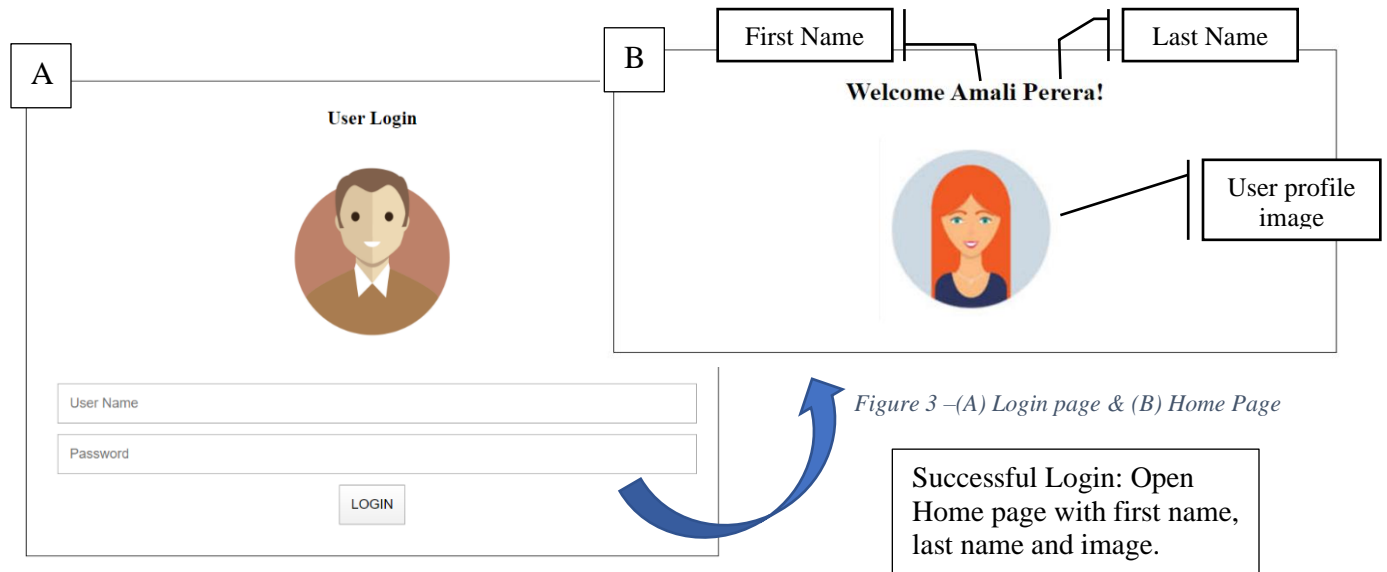 A
User Login
User Name
Password
LOGIN
B
First Name
Last Name
Welcome Amali Perera!
User profile
image
Figure 3 –(A) Login page & (B) Home Page
Successful Login: Open
Home page with first name,
last name and image.